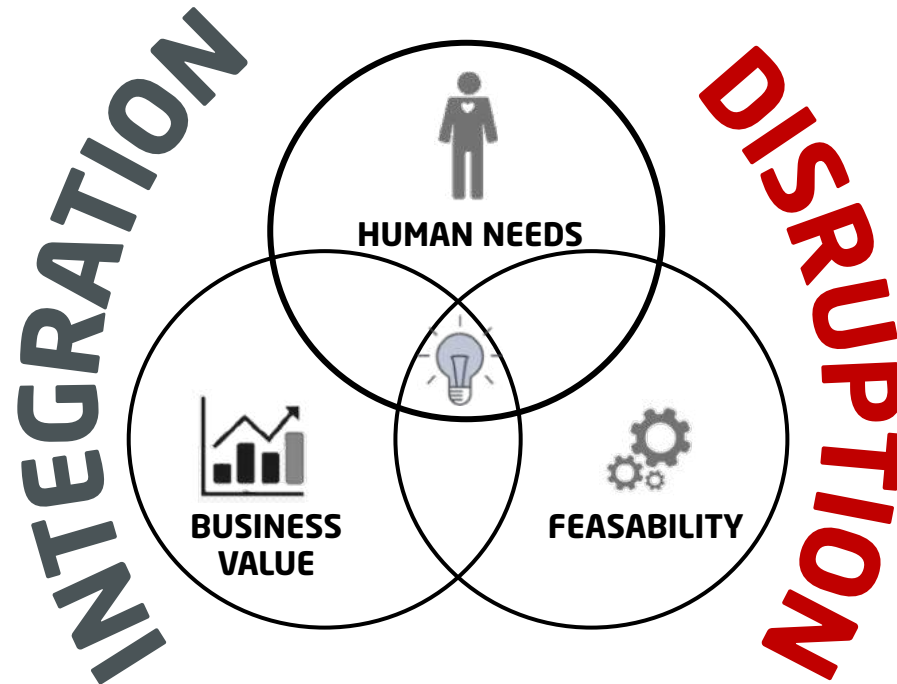 INTEGRATION
DISRUPTION
HUMAN NEEDS
BUSINESS
VALUE
FEASABILITY